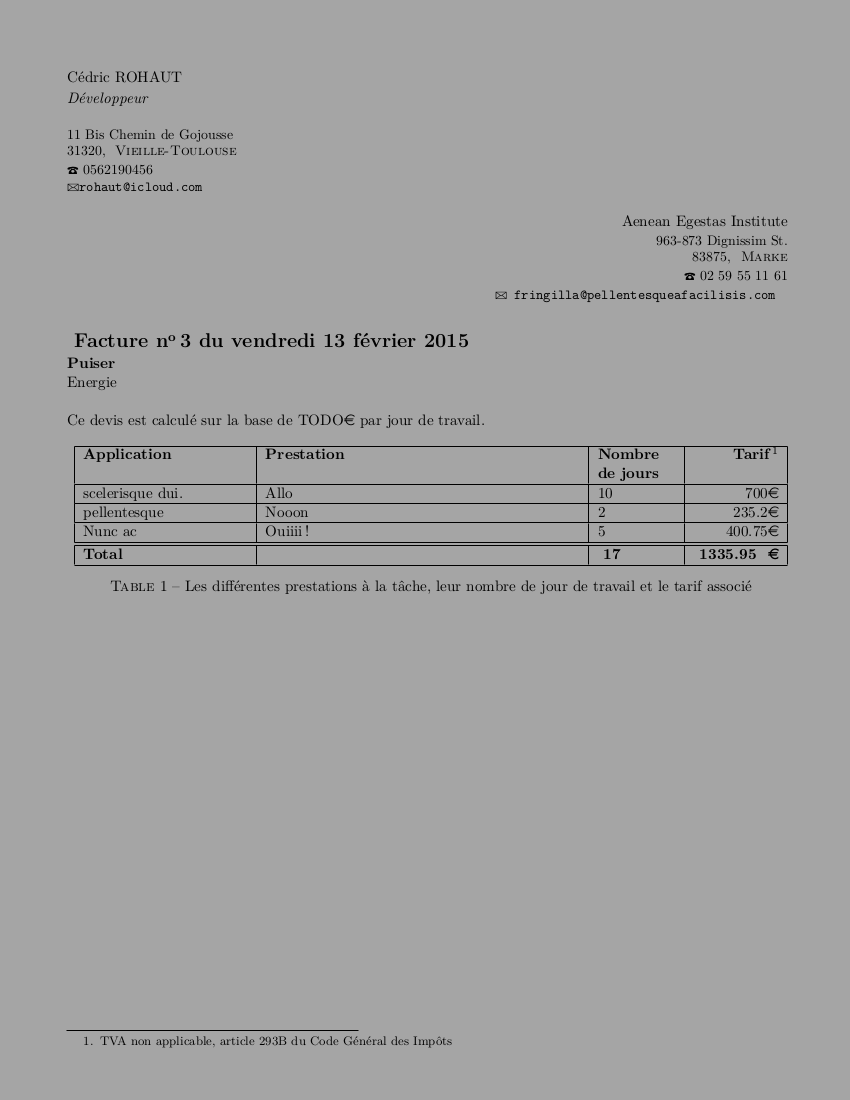 Cédric ROHAUT
Développeur
11 Bis Chemin de Gojousse
31320, Vieille-Toulouse
☎ 0562190456
✉rohaut@icloud.com
Aenean Egestas Institute
963-873 Dignissim St.
83875, Marke
☎ 02 59 55 11 61
✉ fringilla@pellentesqueafacilisis.com
Facture nº 3 du vendredi 13 février 2015
Puiser
Energie
Ce devis est calculé sur la base de TODO€ par jour de travail.
Application Prestation Nombre de jours Tarif ¹
scelerisque dui. Allo 10 700€
pellentesque Nooon 2 235.2€
Nunc ac Ouiiii ! 5 400.75€
Total 17 1335.95 €
Table 1 – Les différentes prestations à la tâche, leur nombre de jour de travail et le tarif associé
1. TVA non applicable, article 293B du Code Général des Impôts